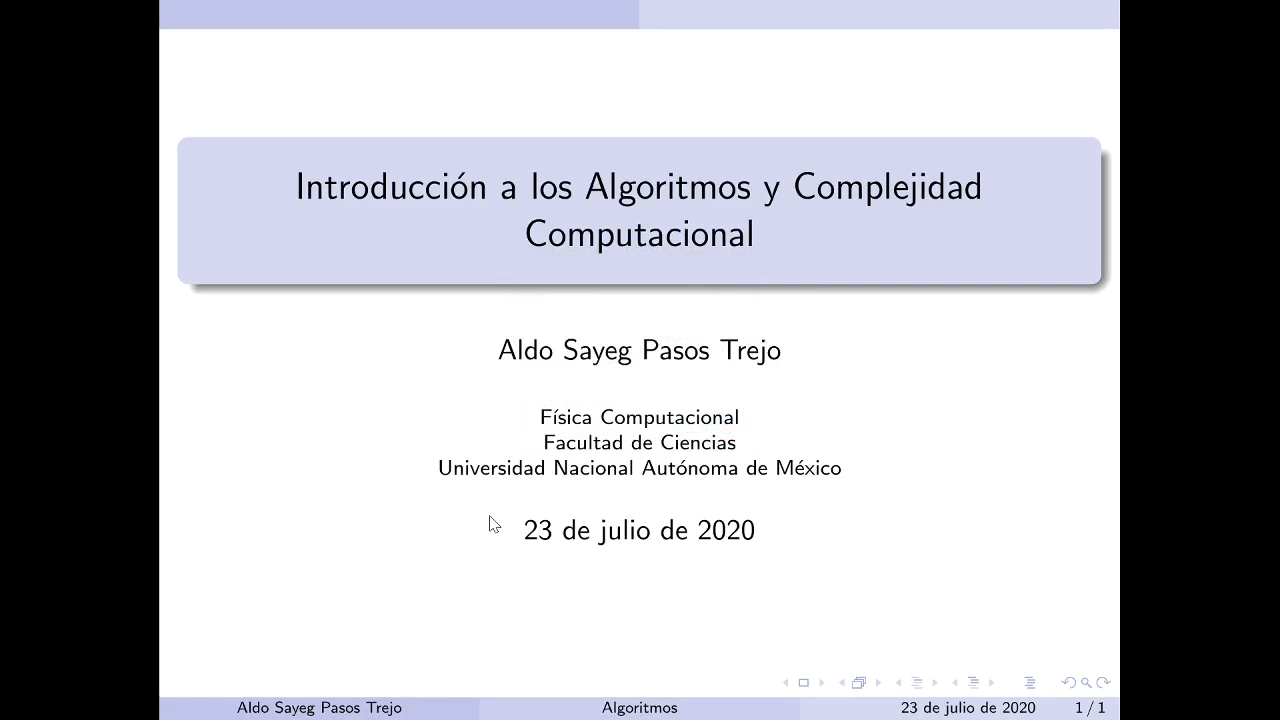 Introducción a los Algoritmos y Complejidad
Computacional
Aldo Sayeg Pasos Trejo
Física Computacional
Facultad de Ciencias
Universidad Nacional Autónoma de México
23 de julio de 2020
Aldo Sayeg Pasos Trejo
Algoritmos
23 de julio de 2020
1 / 1